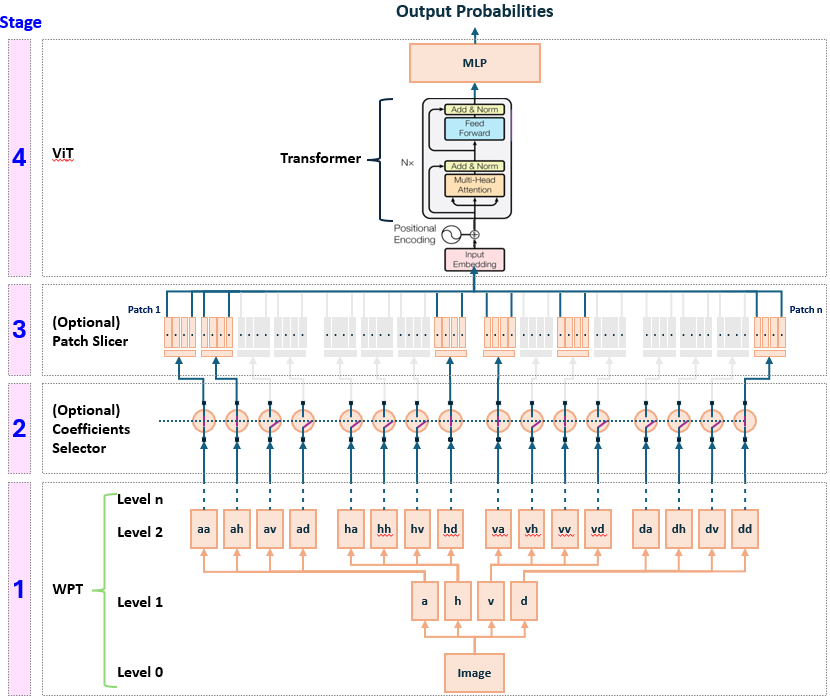 Output Probabilities
Stage
MLP
4
ViT
Transformer
Nx
Add & Norm
Feed
Forward
Add & Norm
Multi-Head
Attention
Positional
Encoding
Input
Embedding
3
(Optional)
Patch Slicer
Patch 1
Patch n
2
(Optional)
Coefficients
Selector
1
WPT
Level n
Level 2
aa ah av ad ha hh hv hd va vh vv vd da dh dv dd
Level 1
a h v d
Level 0
Image